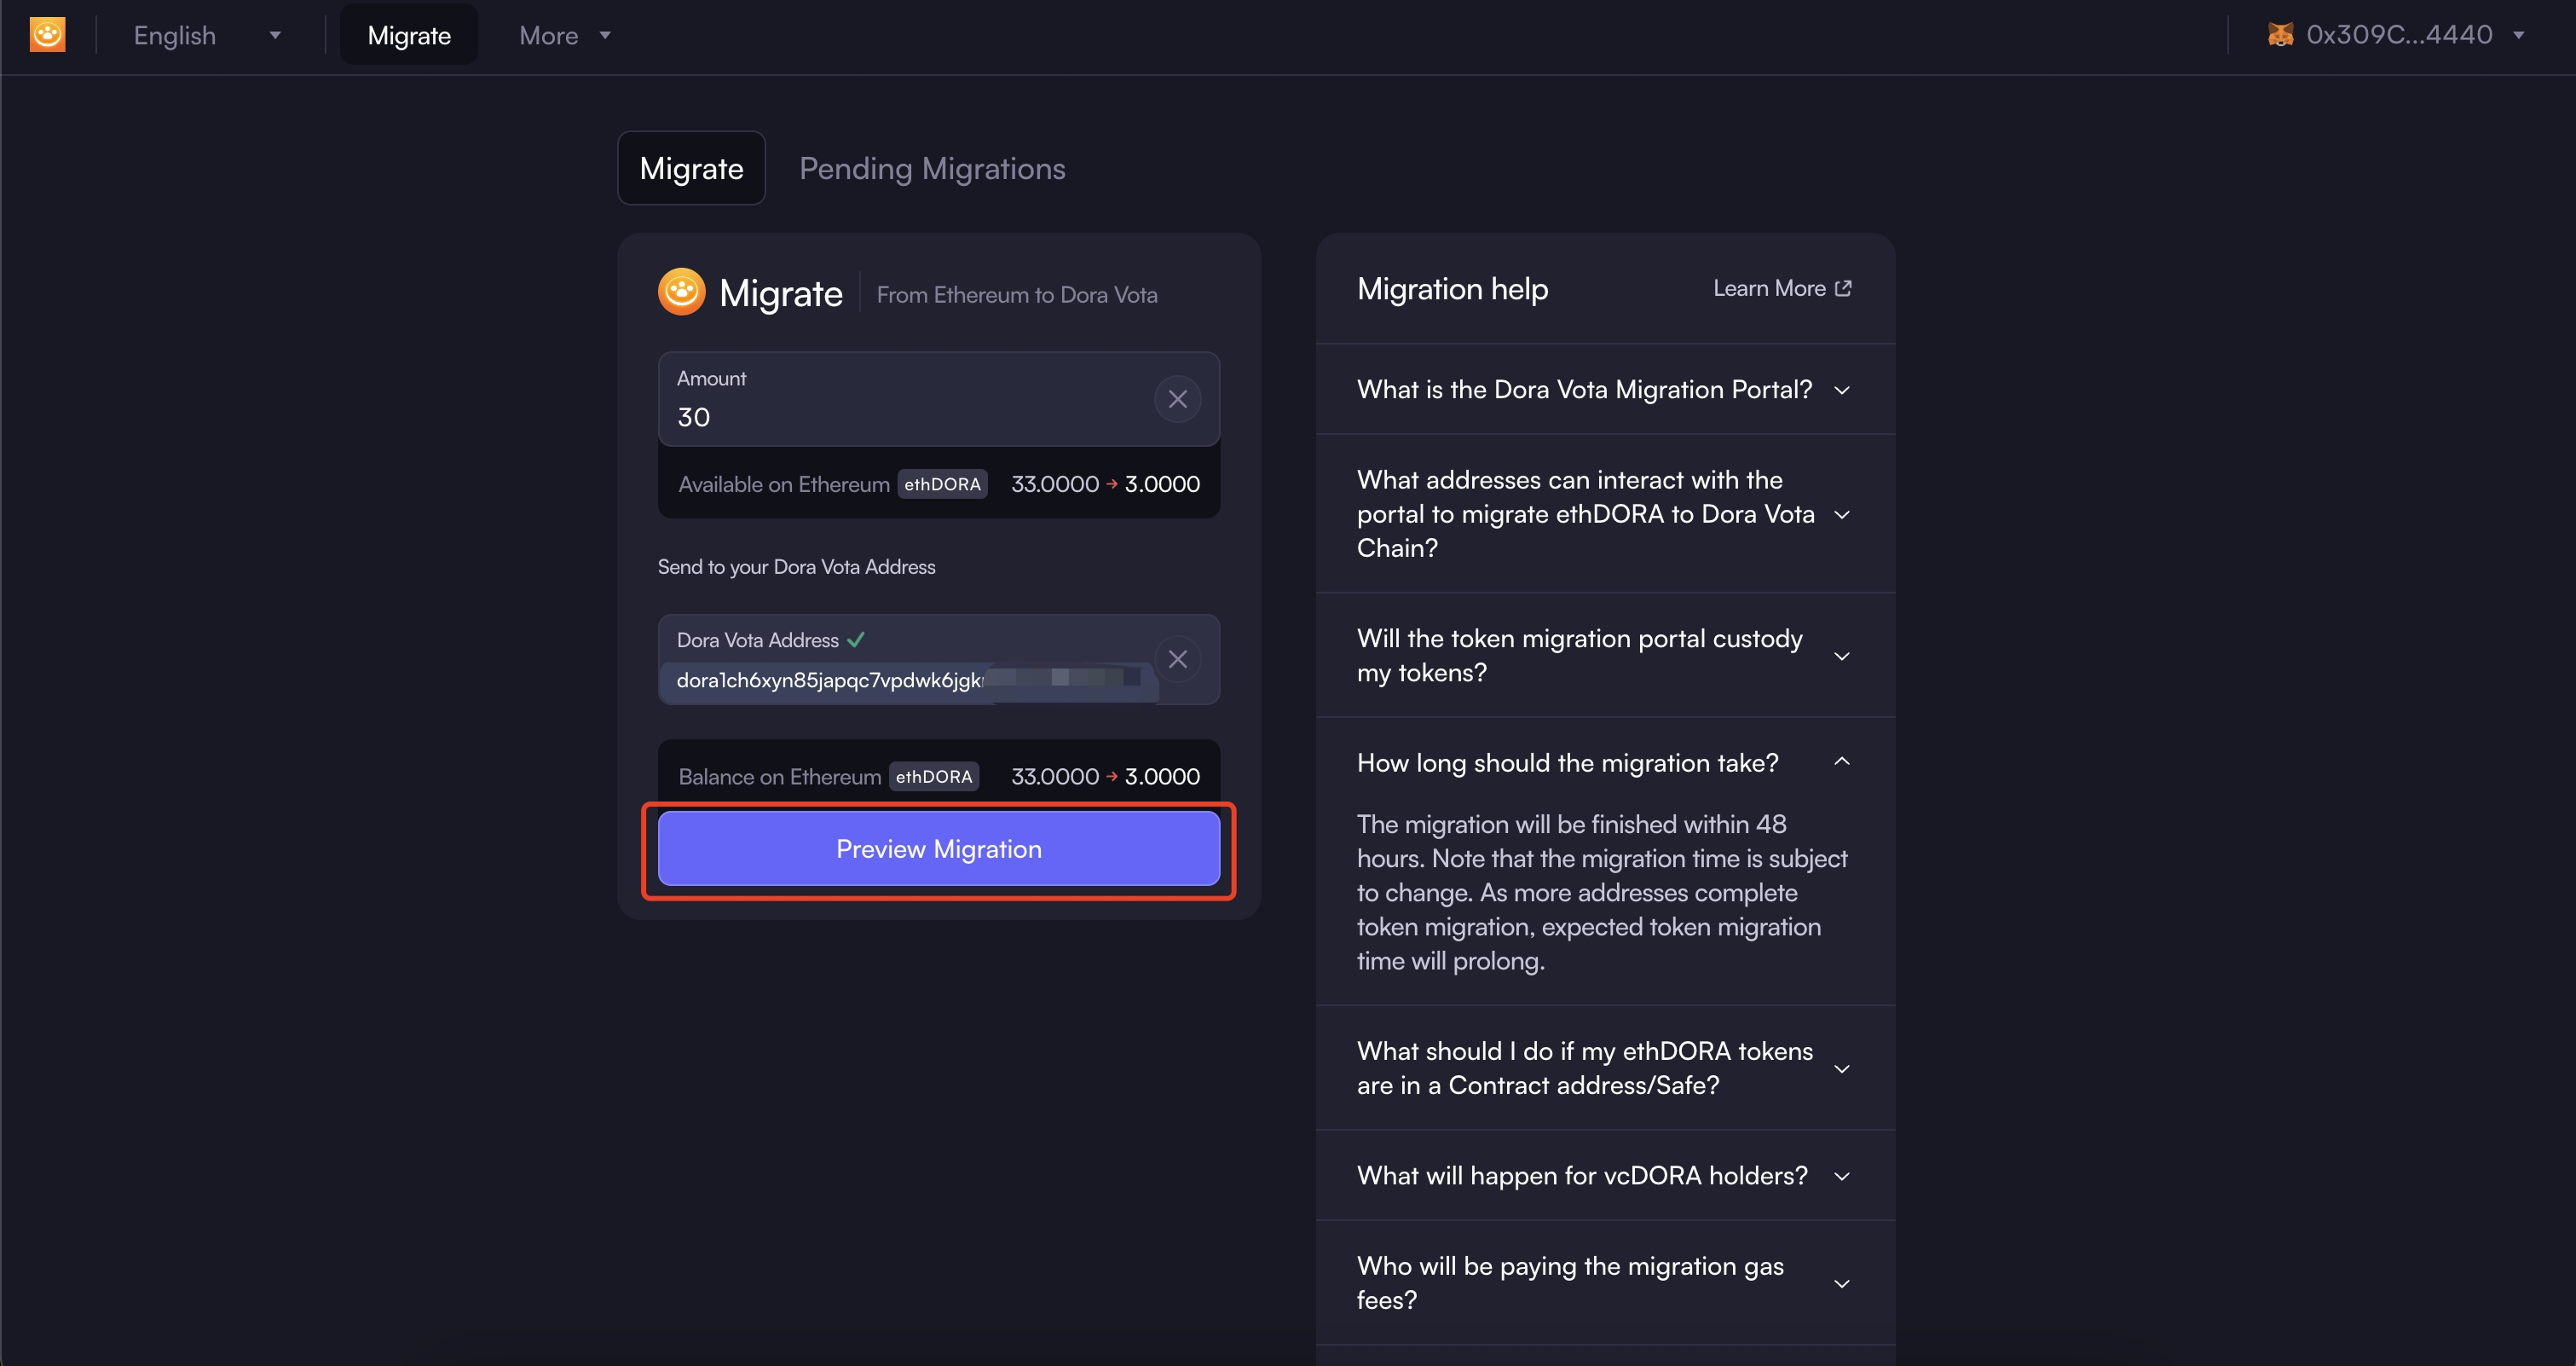 English
Migrate
More
0x309C...4440
Migrate
Pending Migrations
Migrate
From Ethereum to Dora Vota
Amount
30
Available on Ethereum ethDORA 33.0000 → 3.0000
Send to your Dora Vota Address
Dora Vota Address
dora1ch6xyn85japqc7vpdwk6jgk
Balance on Ethereum ethDORA 33.0000 → 3.0000
Preview Migration
Migration help
Learn More
What is the Dora Vota Migration Portal?
What addresses can interact with the
portal to migrate ethDORA to Dora Vota
Chain?
Will the token migration portal custody
my tokens?
How long should the migration take?
The migration will be finished within 48
hours. Note that the migration time is subject
to change. As more addresses complete
token migration, expected token migration
time will prolong.
What should I do if my ethDORA tokens
are in a Contract address/Safe?
What will happen for vcDORA holders?
Who will be paying the migration gas
fees?